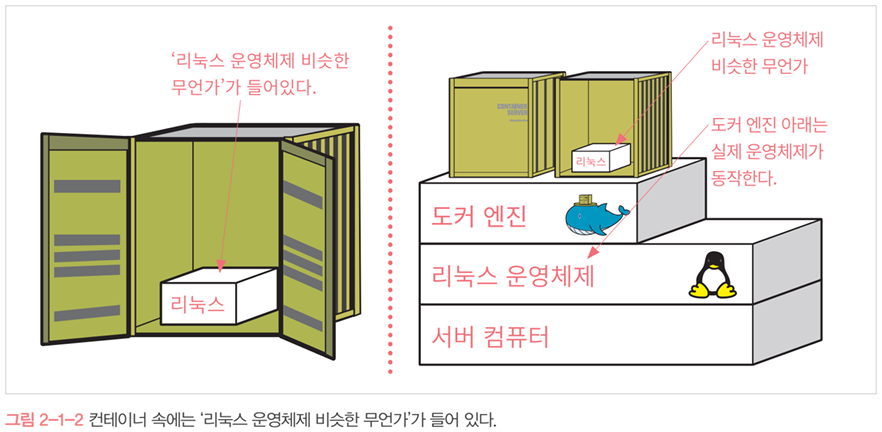 ‘리눅스 운영체제 비슷한
무언가’가 들어있다.
리눅스
리눅스 운영체제
비슷한 무언가
도커 엔진 아래는
실제 운영체제가
동작한다.
CONTAINER
리눅스
도커 엔진
리눅스 운영체제
서버 컴퓨터
그림 2-1-2 컨테이너 속에는 ‘리눅스 운영체제 비슷한 무언가’가 들어 있다.